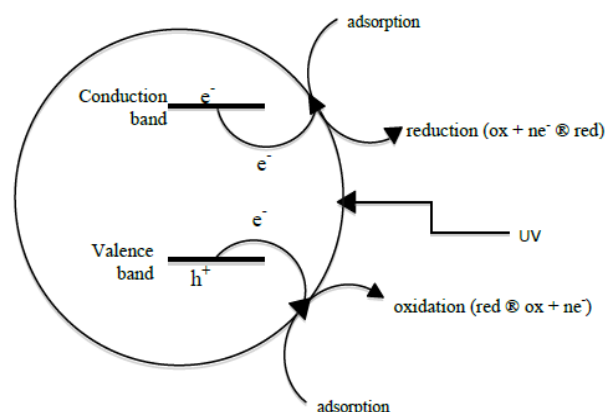 adsorption
Conduction
band
e⁻
reduction (ox + ne⁻ ® red)
e⁻
e⁻
UV
Valence
band
h⁺
oxidation (red ® ox + ne⁻)
adsorption